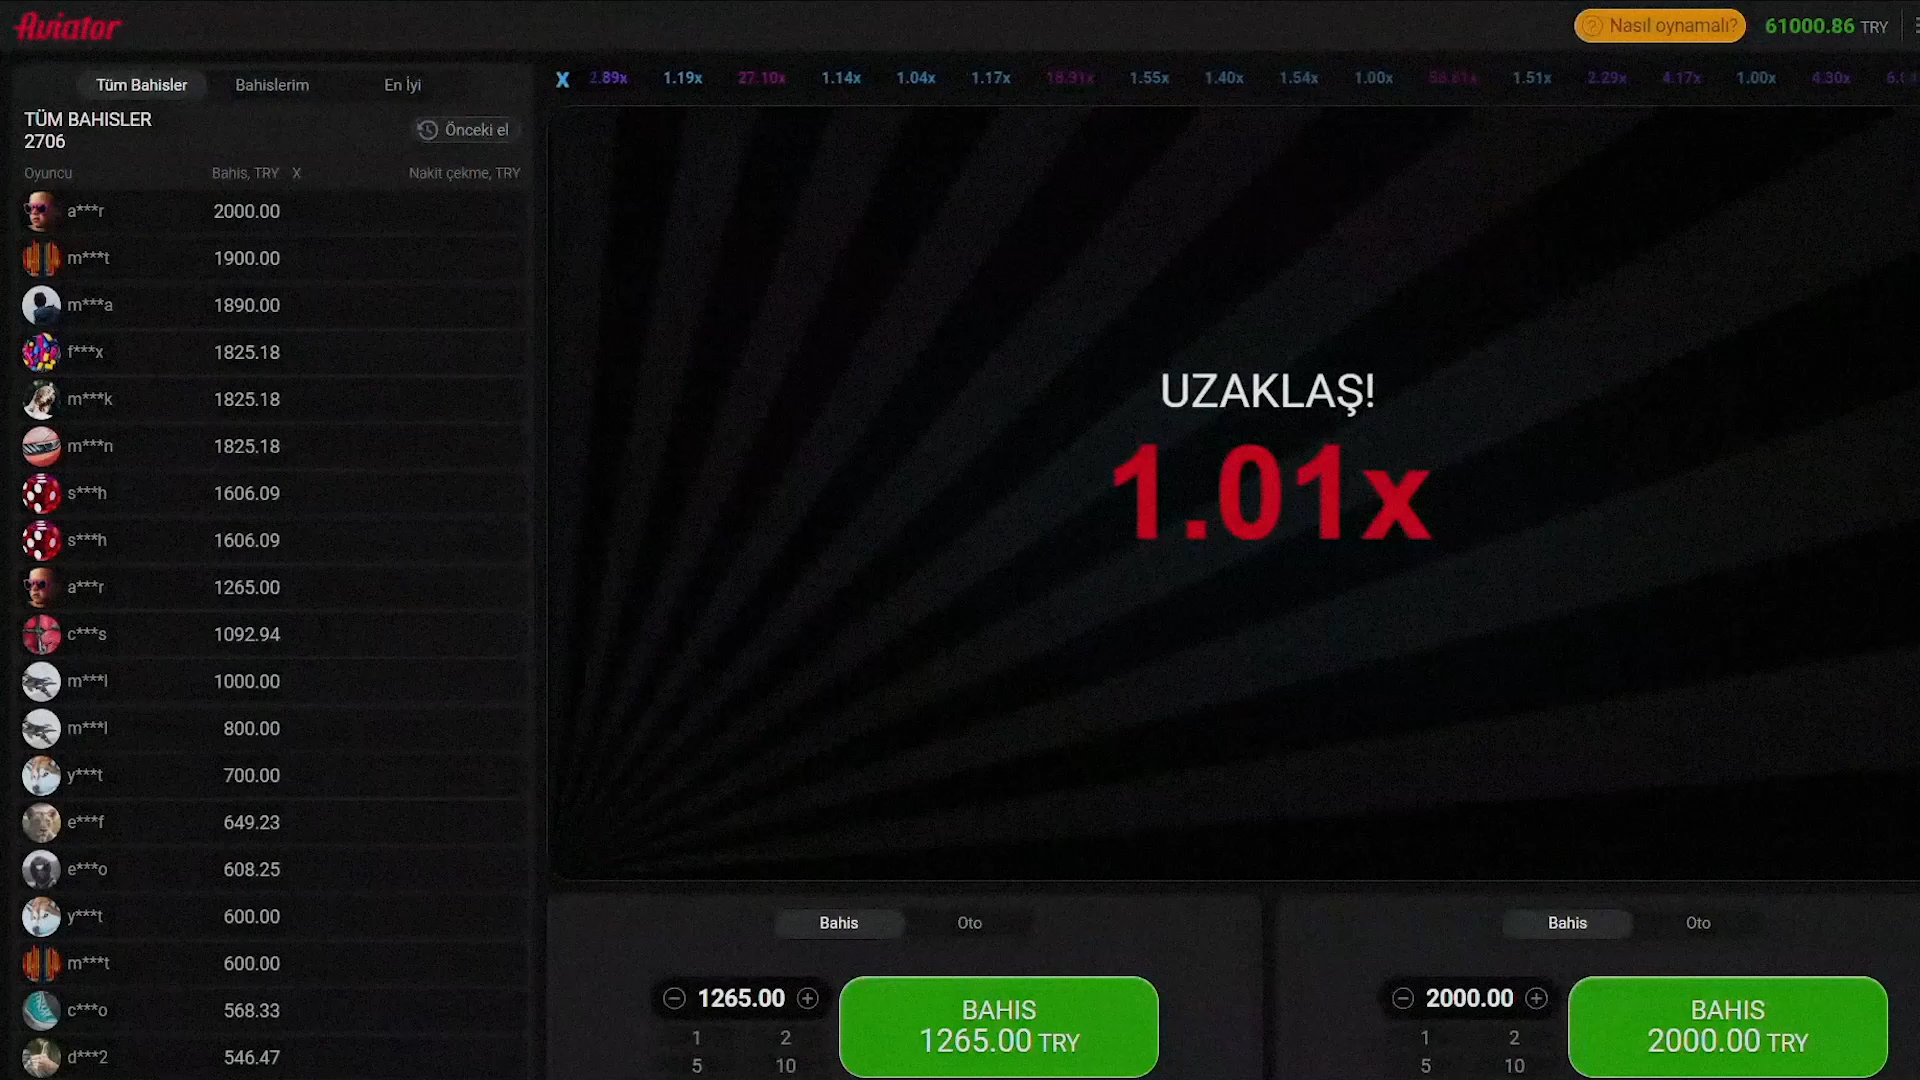 Aviator
Nasıl oynamalı?
61000.86 TRY
Tüm Bahisler Bahislerim En İyi
TÜM BAHISLER
2706
Önceki el
Oyuncu Bahis, TRY X Nakit çekme, TRY
a***r 2000.00
m***t 1900.00
m***a 1890.00
f***x 1825.18
m***k 1825.18
m***n 1825.18
s***h 1606.09
s***h 1606.09
a***r 1265.00
c***s 1092.94
m***l 1000.00
m***l 800.00
y***t 700.00
e***f 649.23
e***o 608.25
y***t 600.00
m***t 600.00
c***o 568.33
d***2 546.47
x 2.89x 1.19x 27.10x 1.14x 1.04x 1.17x 18.91x 1.55x 1.40x 1.54x 1.00x 1.51x 2.29x 4.17x 1.00x 4.30x
UZAKLAŞ!
1.01x
Bahis Oto
1265.00
1 2
5 10
BAHIS
1265.00 TRY
Bahis Oto
2000.00
1 2
5 10
BAHIS
2000.00 TRY